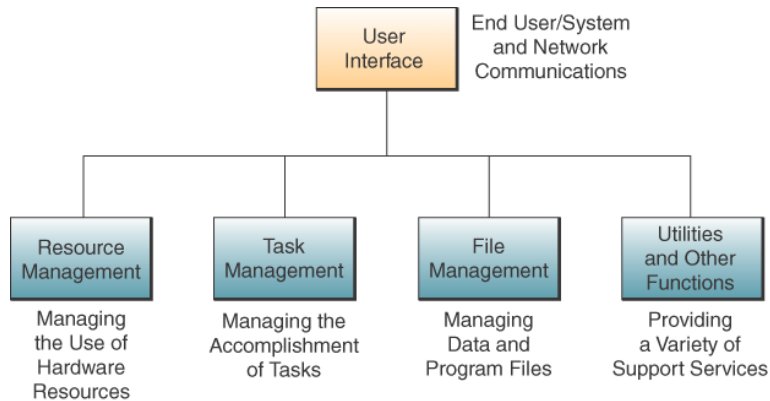 User
Interface
End User/System
and Network
Communications
Resource
Management
Task
Management
File
Management
Utilities
and Other
Functions
Managing
the Use of
Hardware
Resources
Managing the
Accomplishment
of Tasks
Managing
Data and
Program Files
Providing
a Variety of
Support Services